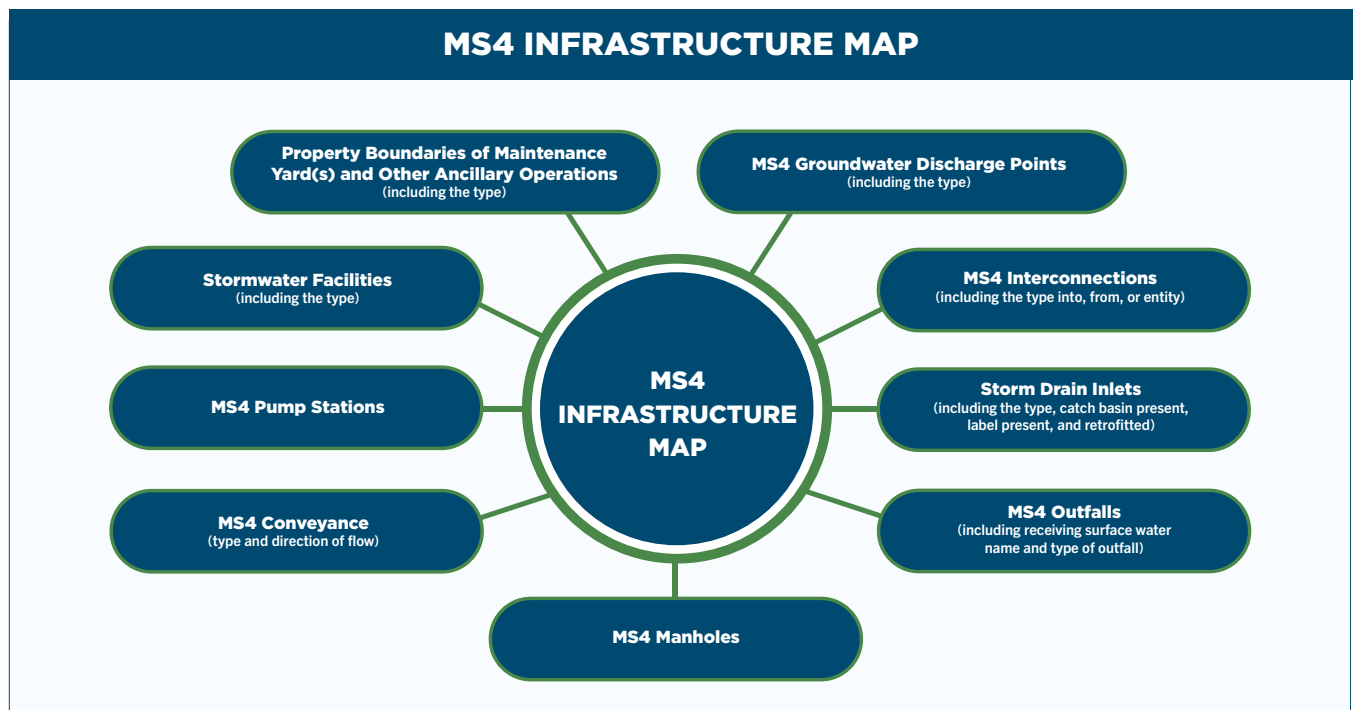 MS4 INFRASTRUCTURE MAP
Property Boundaries of Maintenance
Yard(s) and Other Ancillary Operations
(including the type)
MS4 Groundwater Discharge Points
(including the type)
Stormwater Facilities
(including the type)
MS4 Interconnections
(including the type into, from, or entity)
MS4
INFRASTRUCTURE
MAP
MS4 Pump Stations
Storm Drain Inlets
(including the type, catch basin present,
label present, and retrofitted)
MS4 Conveyance
(type and direction of flow)
MS4 Outfalls
(including receiving surface water
name and type of outfall)
MS4 Manholes